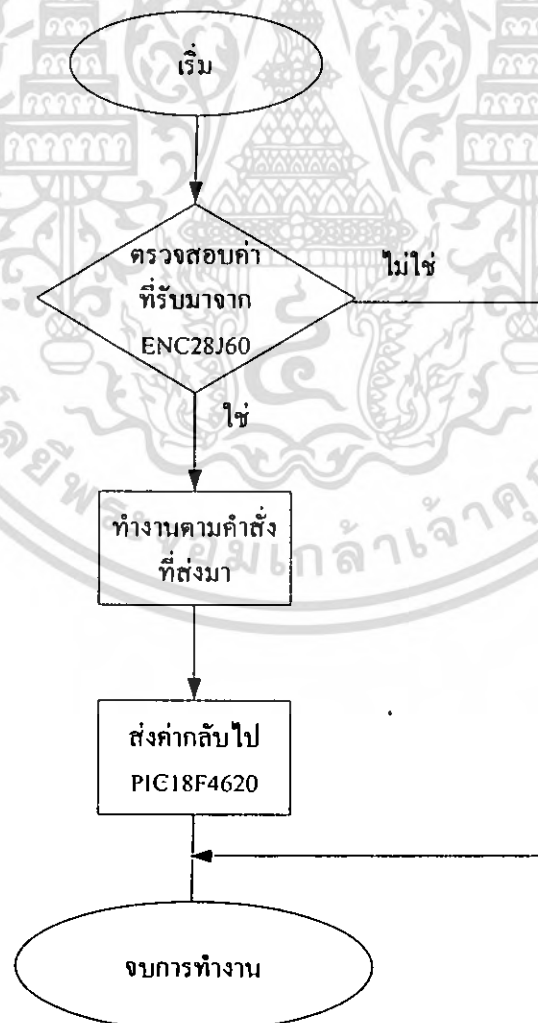 เริ่ม
ตรวจสอบค่า
ที่รับมาจาก
ENC28J60
ไม่ใช่
ใช่
ทำงานตามคำสั่ง
ที่ส่งมา
ส่งค่ากลับไป
PIC18F4620
จบการทำงาน